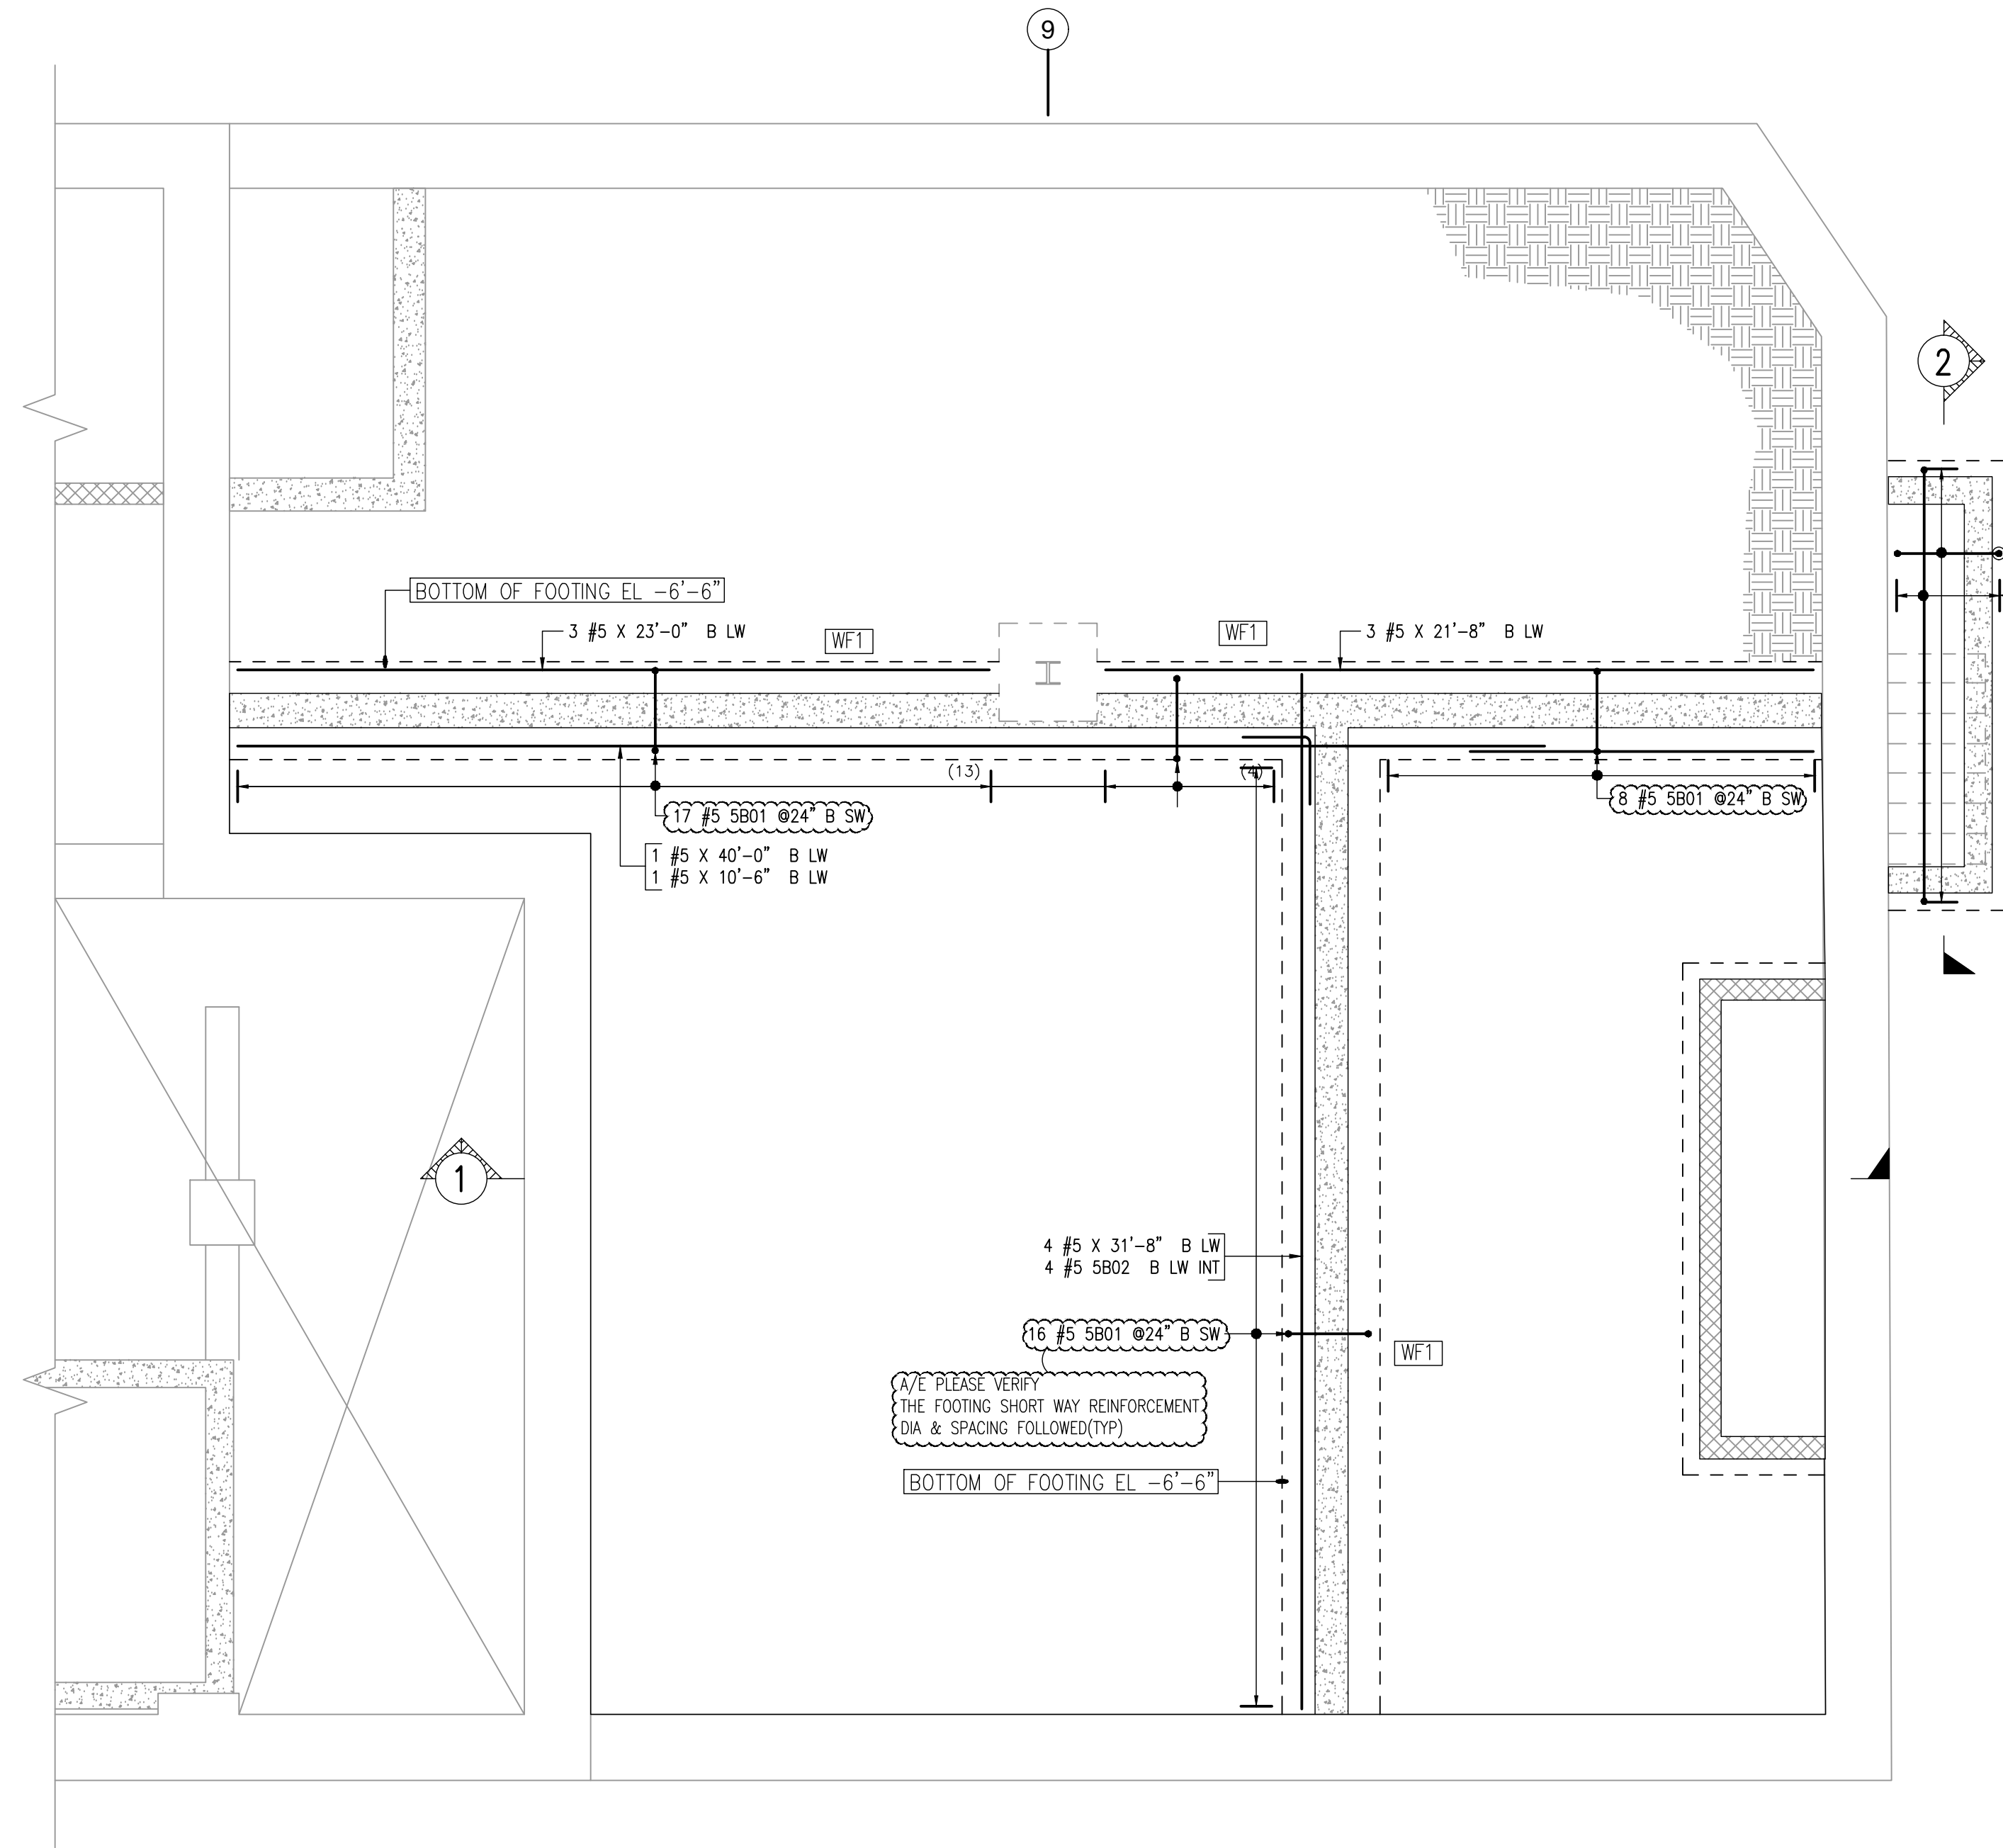 9
2
BOTTOM OF FOOTING EL -6'-6"
3 #5 X 23'-0" B LW
WF1
WF1
3 #5 X 21'-8" B LW
(13)
(4)
17 #5 5B01 @24" B SW
8 #5 5B01 @24" B SW
1 #5 X 40'-0" B LW
1 #5 X 10'-6" B LW
1
4 #5 X 31'-8" B LW
4 #5 5B02 B LW INT
16 #5 5B01 @24" B SW
WF1
A/E PLEASE VERIFY
THE FOOTING SHORT WAY REINFORCEMENT
DIA & SPACING FOLLOWED(TYP)
BOTTOM OF FOOTING EL -6'-6"